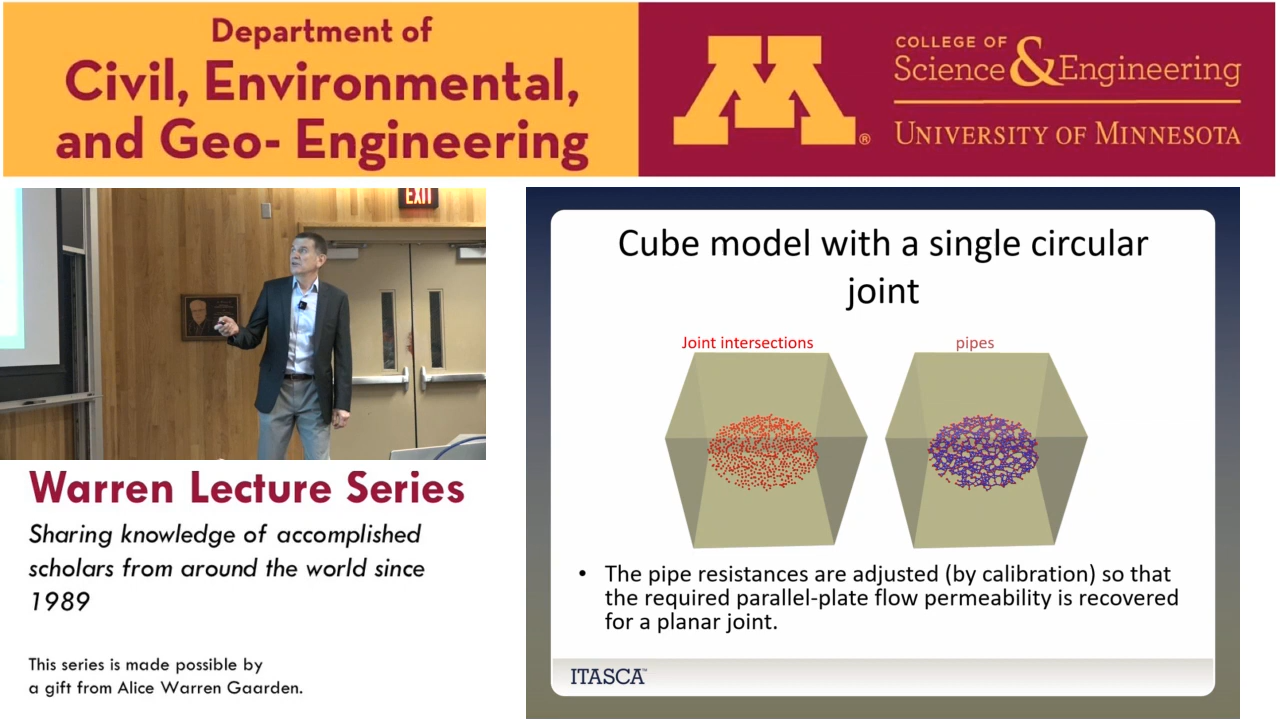 Department of
Civil, Environmental,
and Geo- Engineering
M®
COLLEGE OF
Science & Engineering
UNIVERSITY OF MINNESOTA
EXIT
Cube model with a single circular
joint
Joint intersections
pipes
• The pipe resistances are adjusted (by calibration) so that
the required parallel-plate flow permeability is recovered
for a planar joint.
ITASCA™
Warren Lecture Series
Sharing knowledge of accomplished
scholars from around the world since
1989
This series is made possible by
a gift from Alice Warren Gaarden.